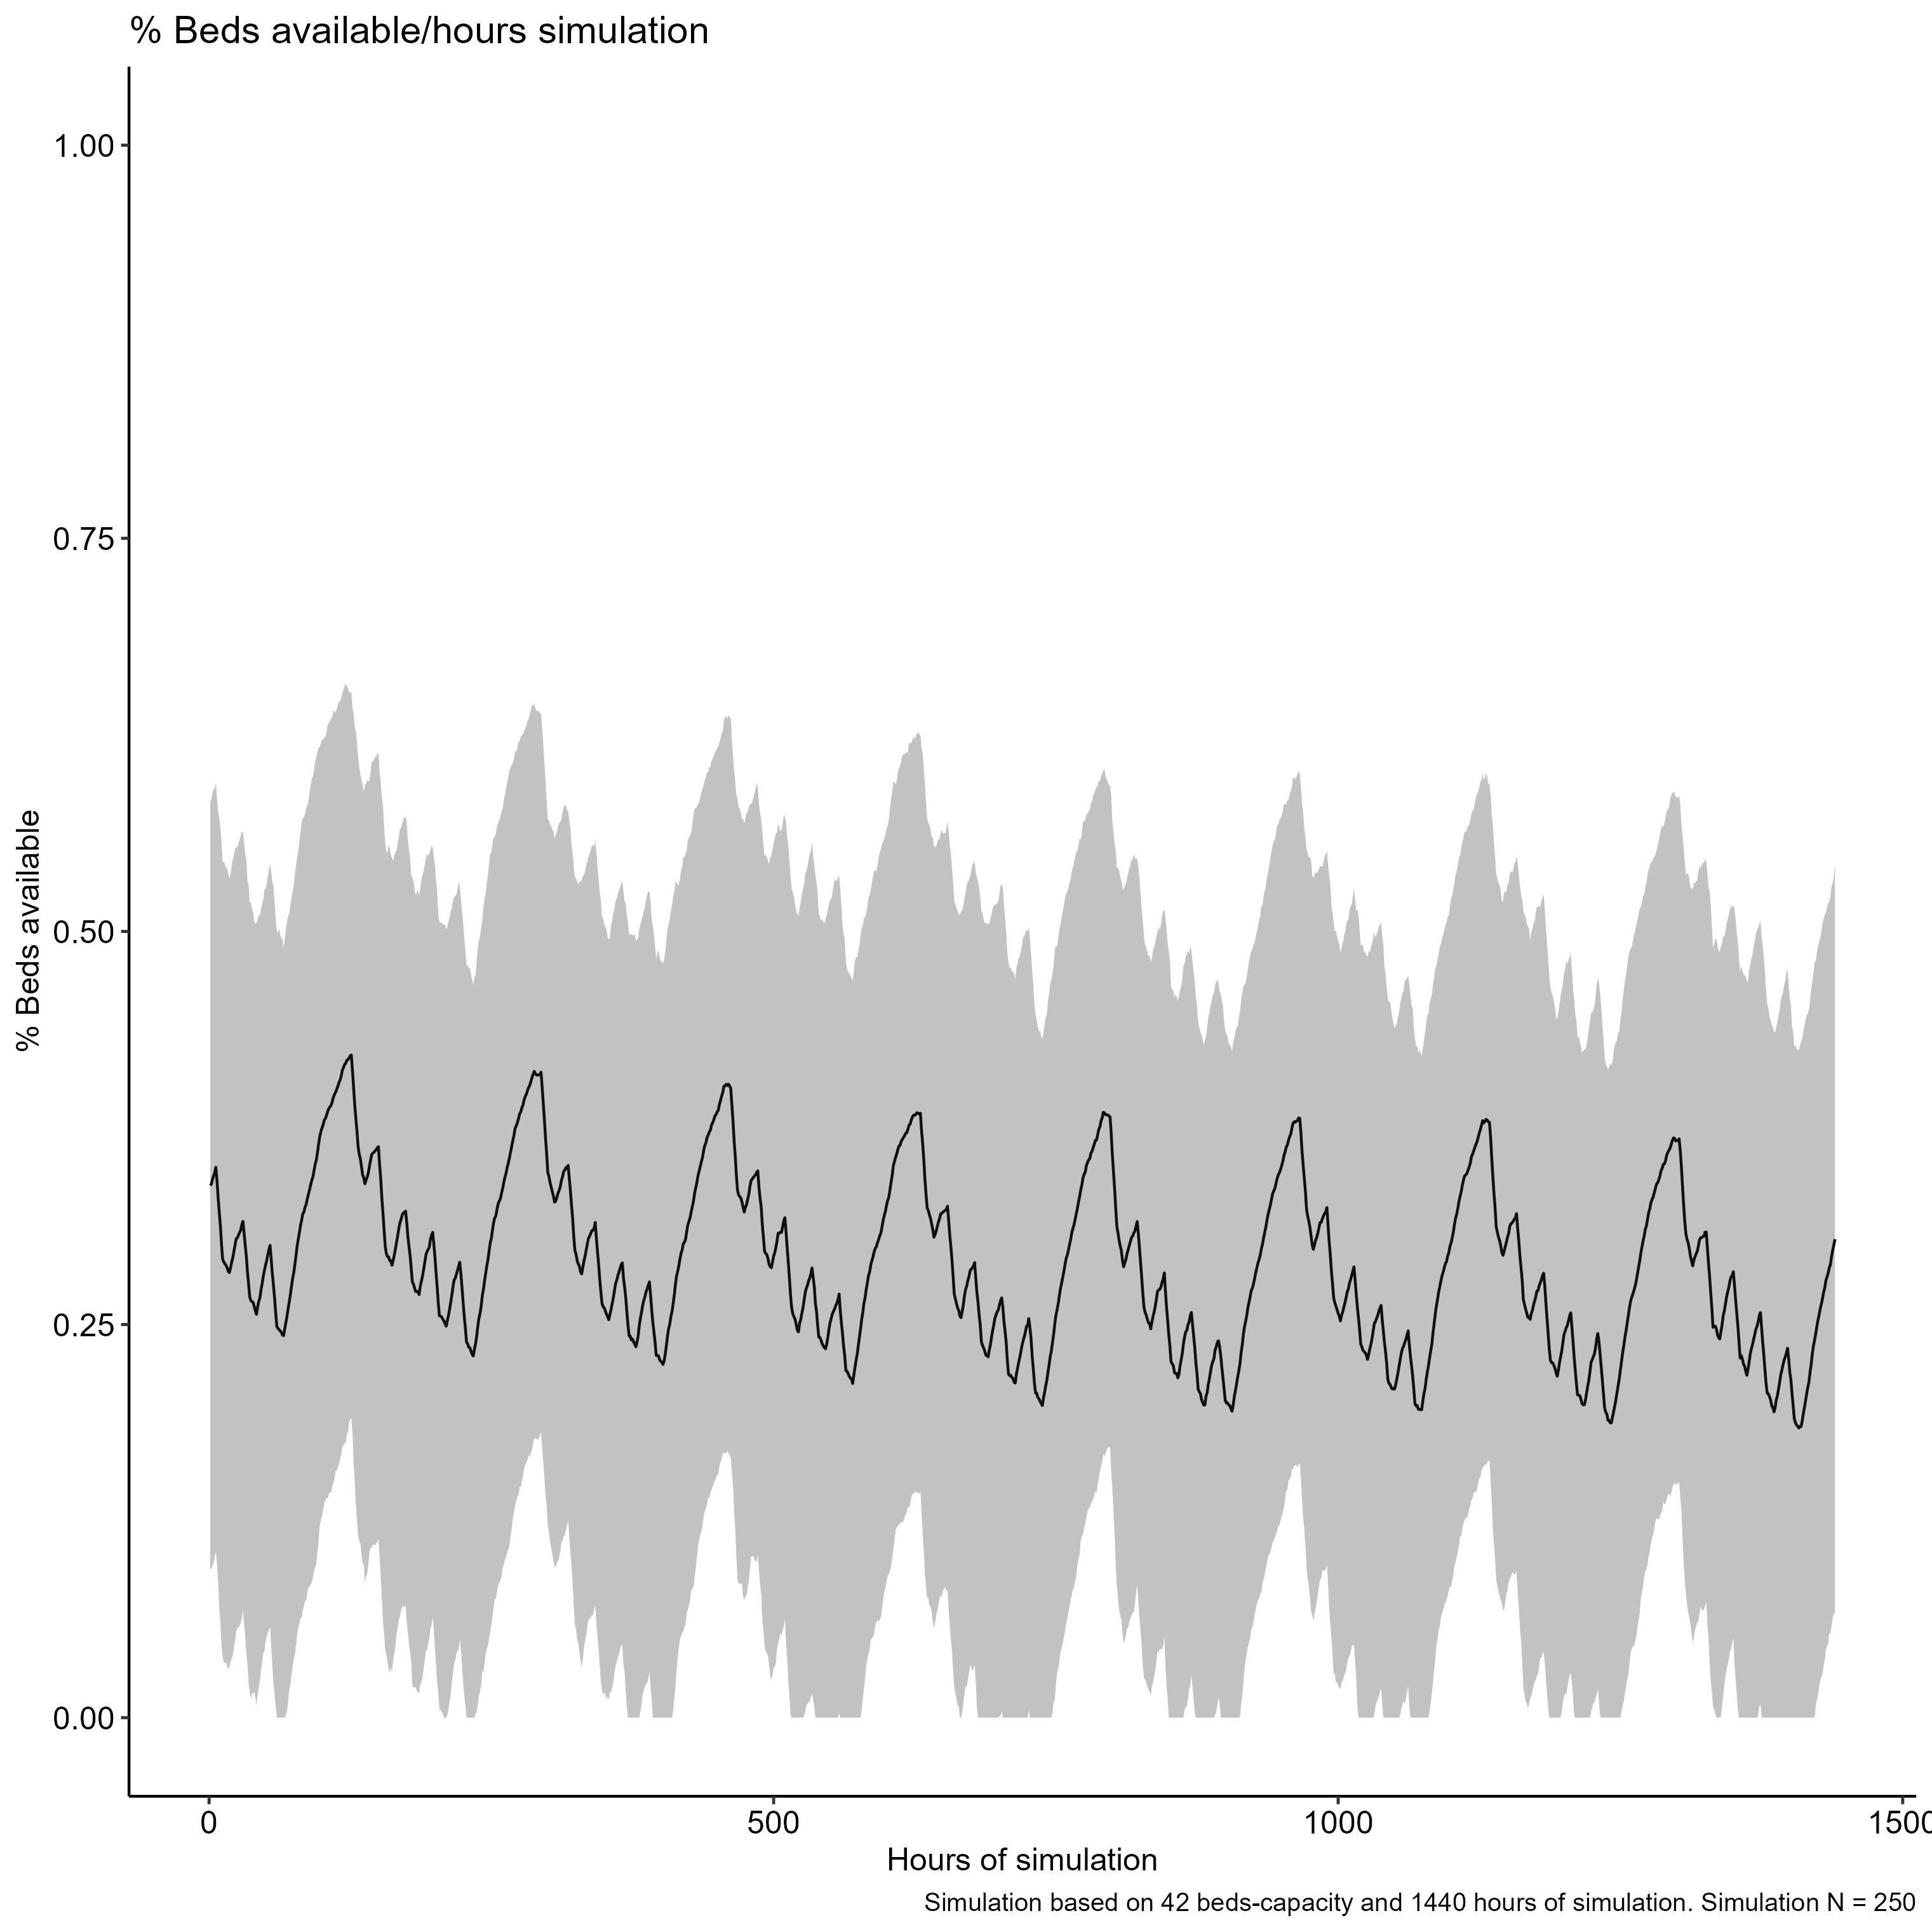 % Beds available/hours simulation
1.00
0.75
0.50
0.25
0.00
% Beds available
0 500 1000 1500
Hours of simulation
Simulation based on 42 beds-capacity and 1440 hours of simulation. Simulation N = 250